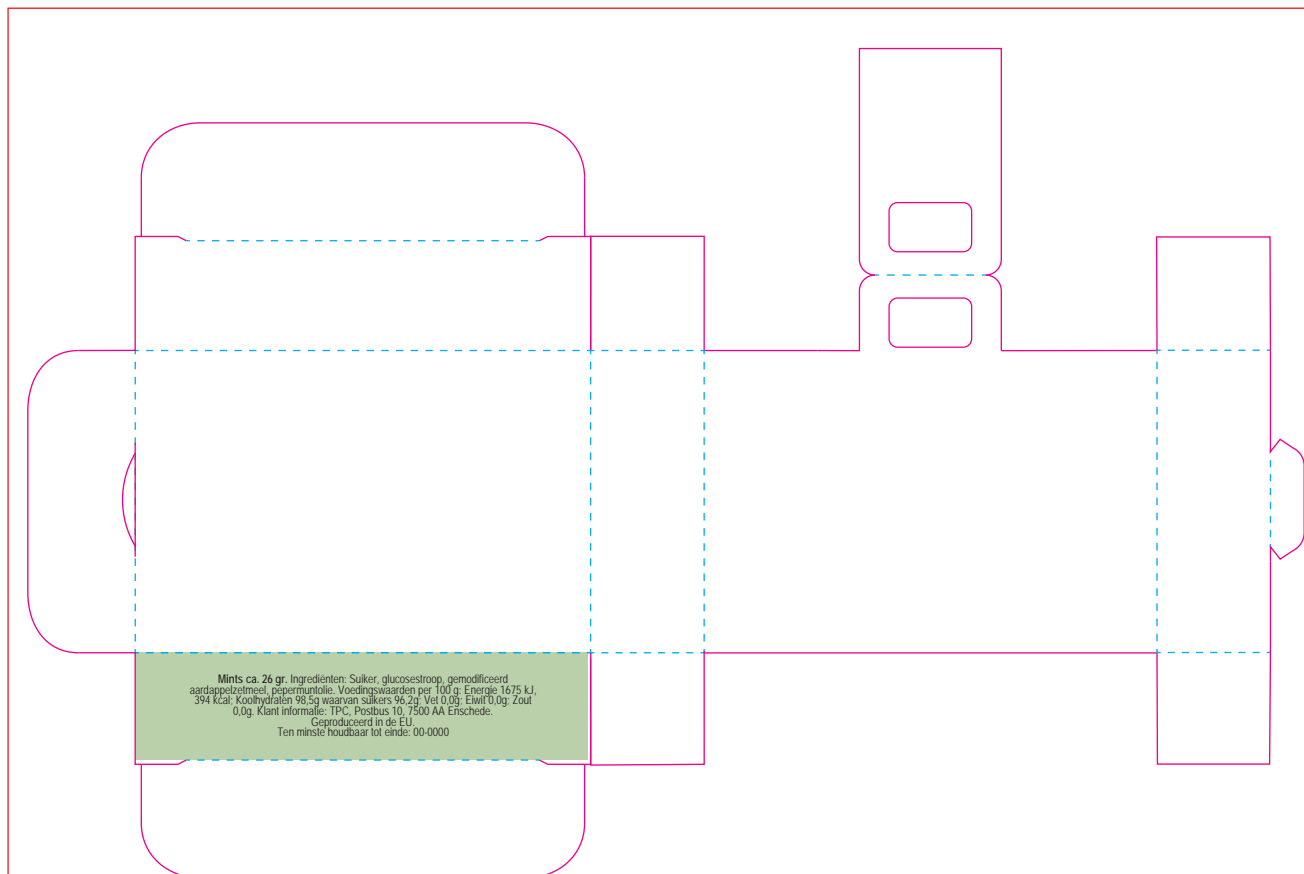 Mints ca. 26 gr. Ingrediënten: Suiker, glucosestroop, gemodificeerd
aardappelzetmeel, pepermuntolie. Voedingswaarden per 100 g: Energie 1675 kJ,
394 kcal; Koolhydraten 98,5g waarvan suikers 96,2g; Vet 0,0g; Eiwit 0,0g; Zout
0,0g. Klant informatie: TPC, Postbus 10, 7500 AA Enschede.
Geproduceerd in de EU.
Ten minste houdbaar tot einde: 00-0000